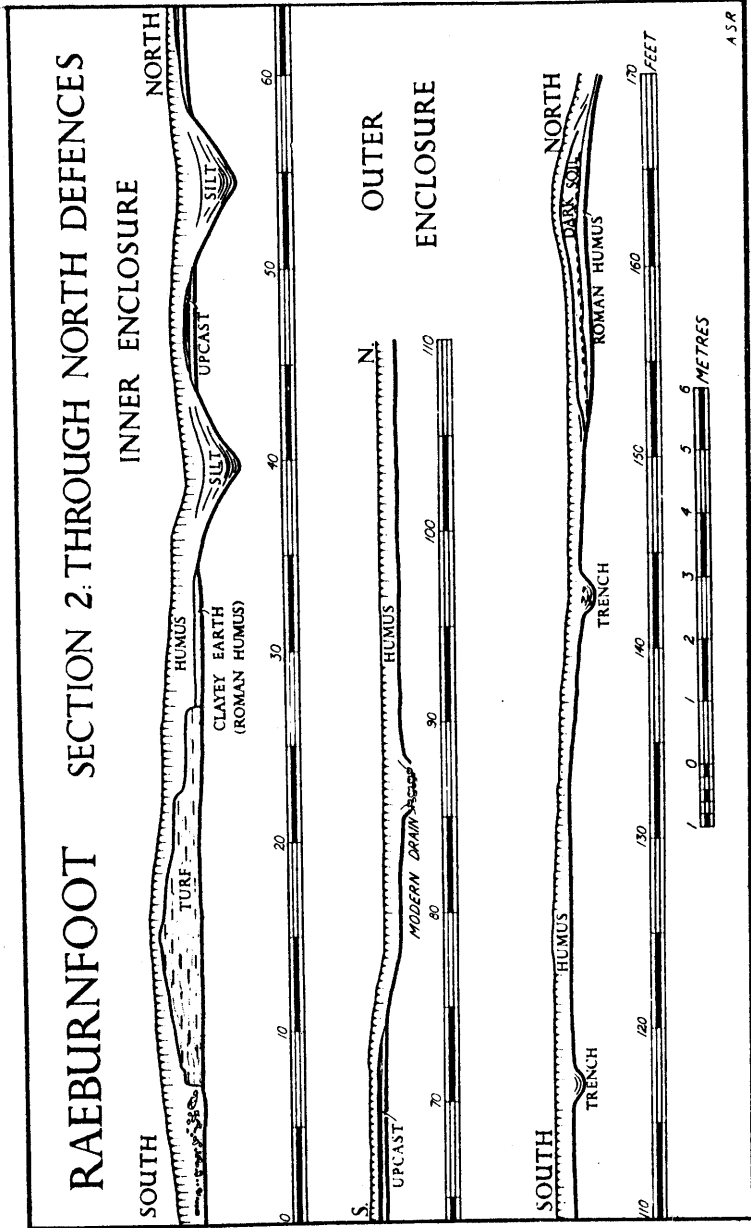 RAEBURNFOOT SECTION 2: THROUGH NORTH DEFENCES
INNER ENCLOSURE
SOUTH
NORTH
HUMUS
TURF
SILT
SILT
UPCAST
CLAYEY EARTH
(ROMAN HUMUS)
0 10 20 30 40 50 60
OUTER
ENCLOSURE
S.
N.
HUMUS
UPCAST
MODERN DRAIN
70 80 90 100 110
SOUTH
NORTH
HUMUS
DARK SOIL
TRENCH
TRENCH
ROMAN HUMUS
110 120 130 140 150 160 170 FEET
1 0 1 2 3 4 5 6 METRES
A S R